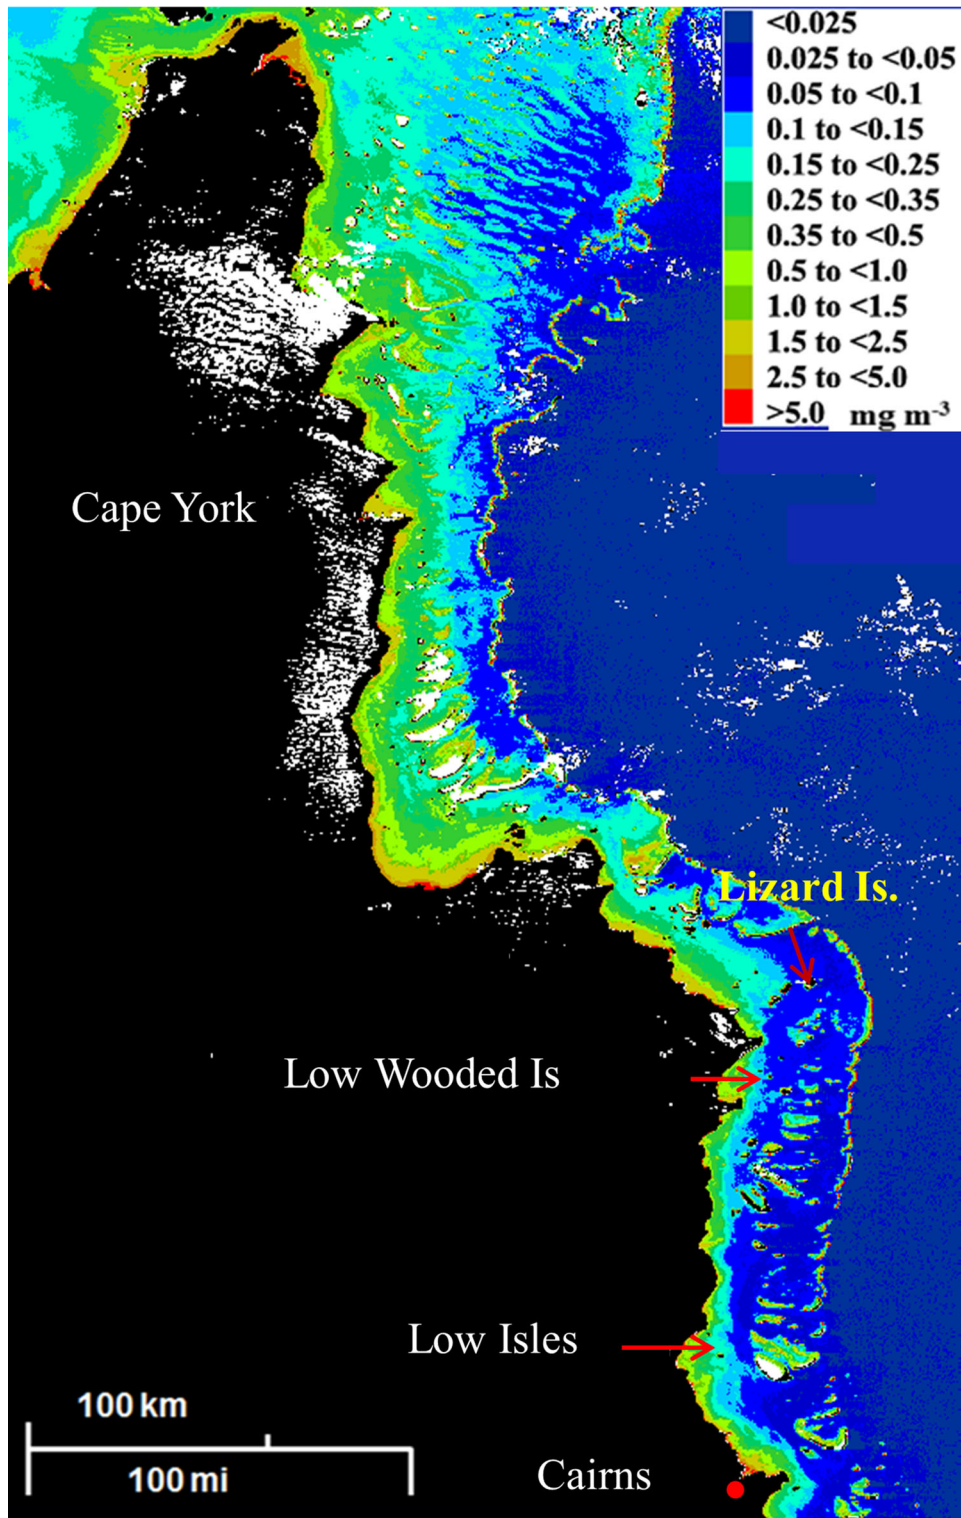 <0.025
0.025 to <0.05
0.05 to <0.1
0.1 to <0.15
0.15 to <0.25
0.25 to <0.35
0.35 to <0.5
0.5 to <1.0
1.0 to <1.5
1.5 to <2.5
2.5 to <5.0
>5.0 mg m⁻³
Cape York
Lizard Is.
Low Wooded Is
Low Isles
100 km
100 mi
Cairns